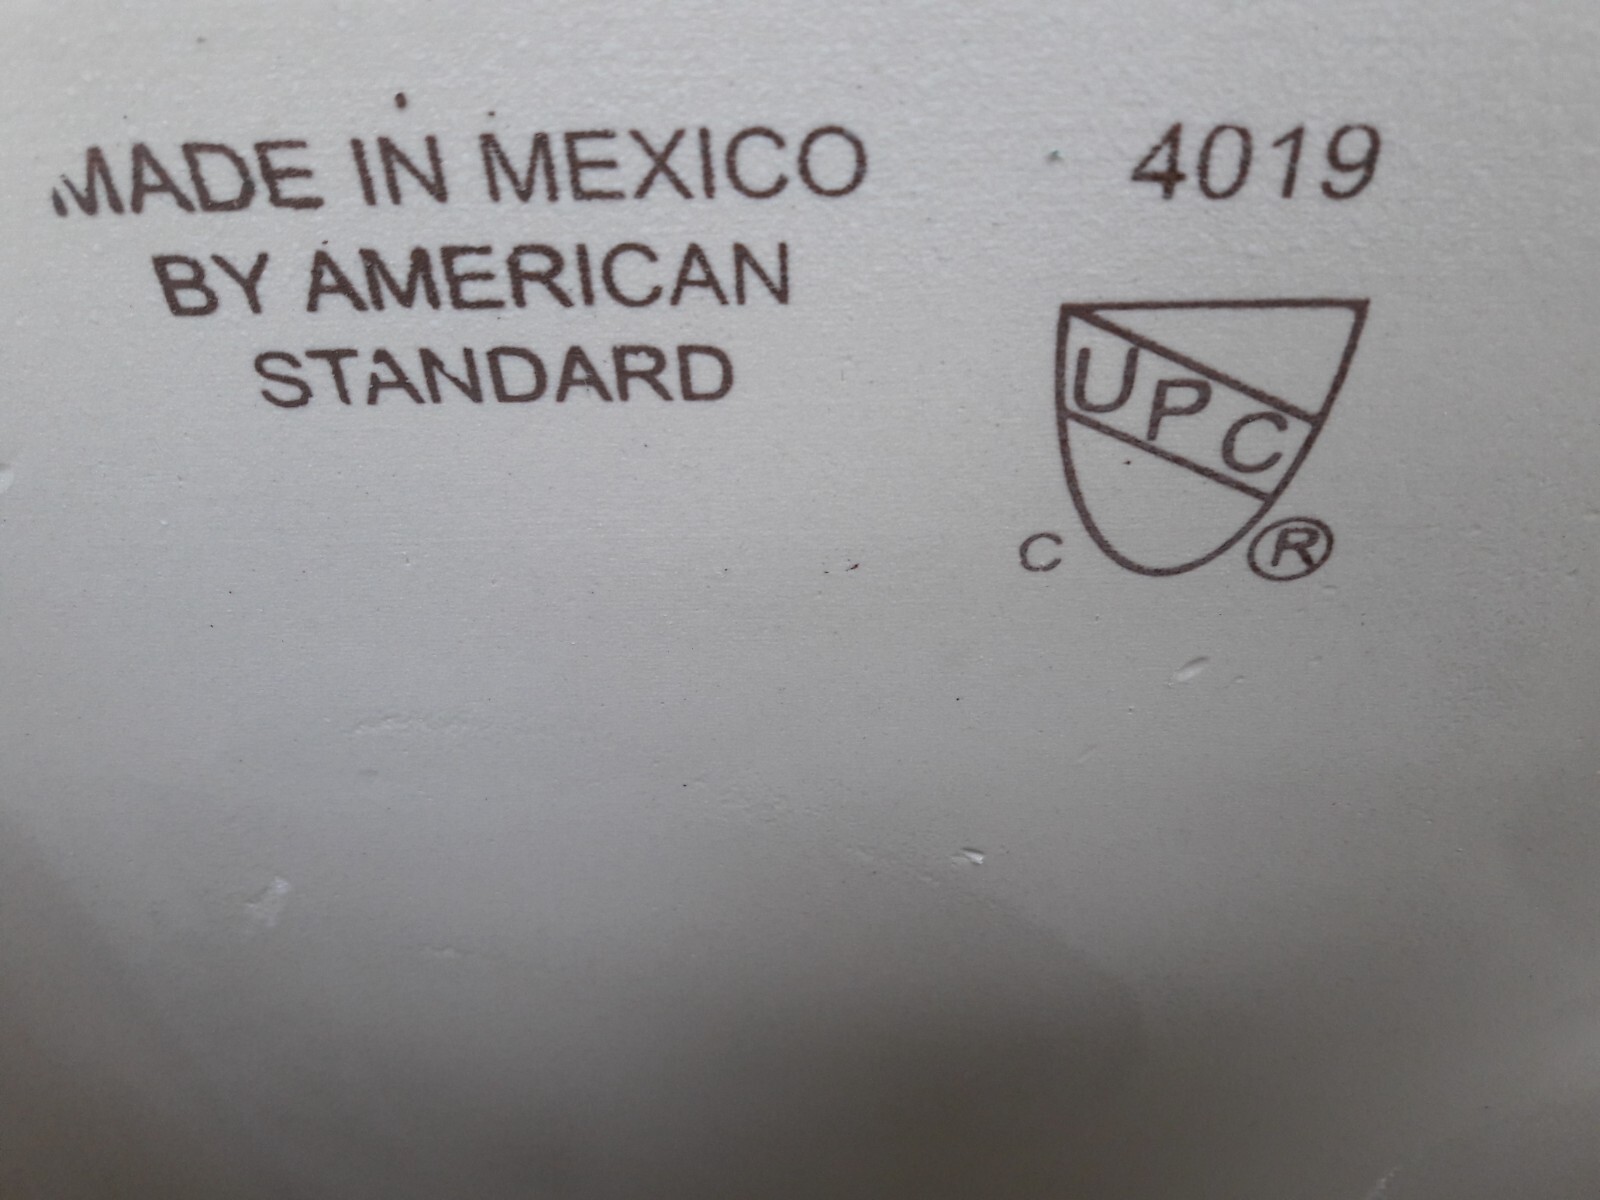 MADE IN MEXICO
BY AMERICAN
STANDARD
4019
UPC
C ®